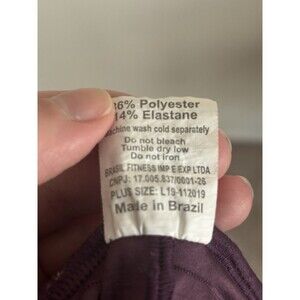 86% Polyester
14% Elastane
Machine wash cold separately
Do not bleach
Tumble dry low
Do not iron
BRASIL FITNESS IMP E EXP LTDA
CNPJ: 17.005.837/0001-26
PLUS SIZE: L19-112019
Made in Brazil